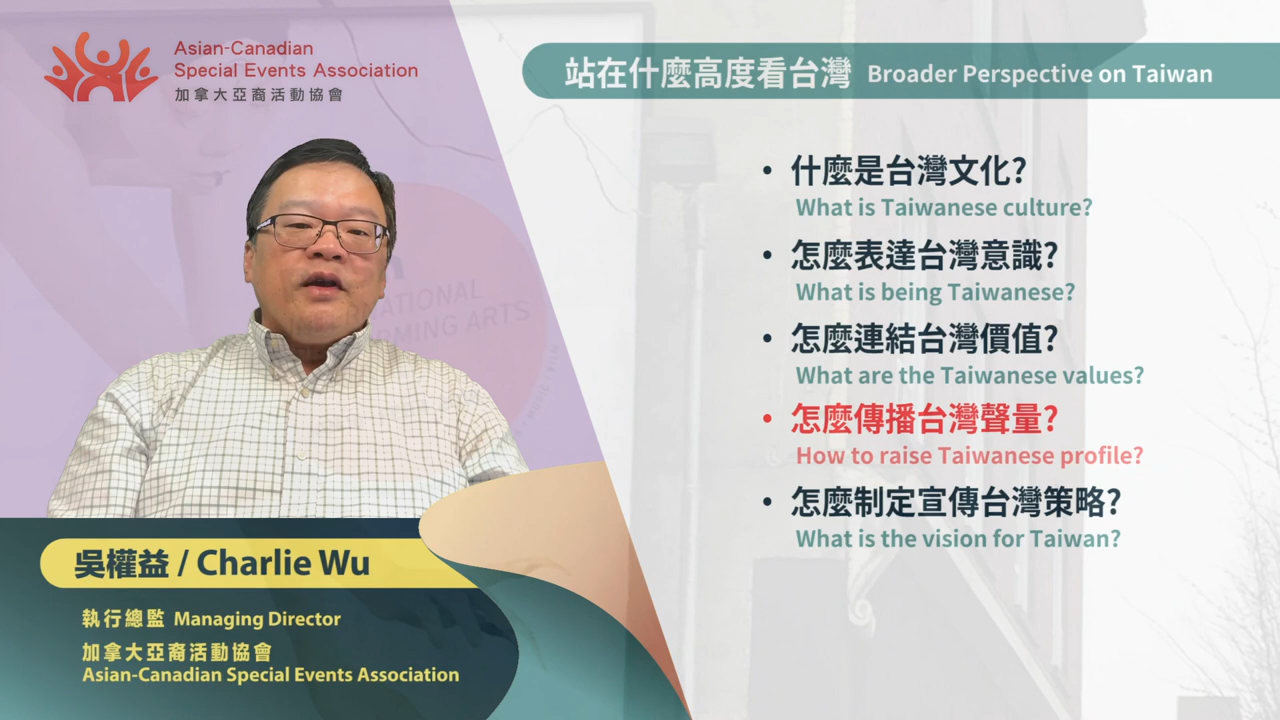 Asian-Canadian
Special Events Association
加拿大亞裔活動協會
站在什麼高度看台灣 Broader Perspective on Taiwan
• 什麼是台灣文化?
What is Taiwanese culture?
• 怎麼表達台灣意識?
What is being Taiwanese?
• 怎麼連結台灣價值?
What are the Taiwanese values?
• 怎麼傳播台灣聲量?
How to raise Taiwanese profile?
• 怎麼制定宣傳台灣策略?
What is the vision for Taiwan?
ATIONAL
RMING ARTS
吳權益 / Charlie Wu
執行總監 Managing Director
加拿大亞裔活動協會
Asian-Canadian Special Events Association